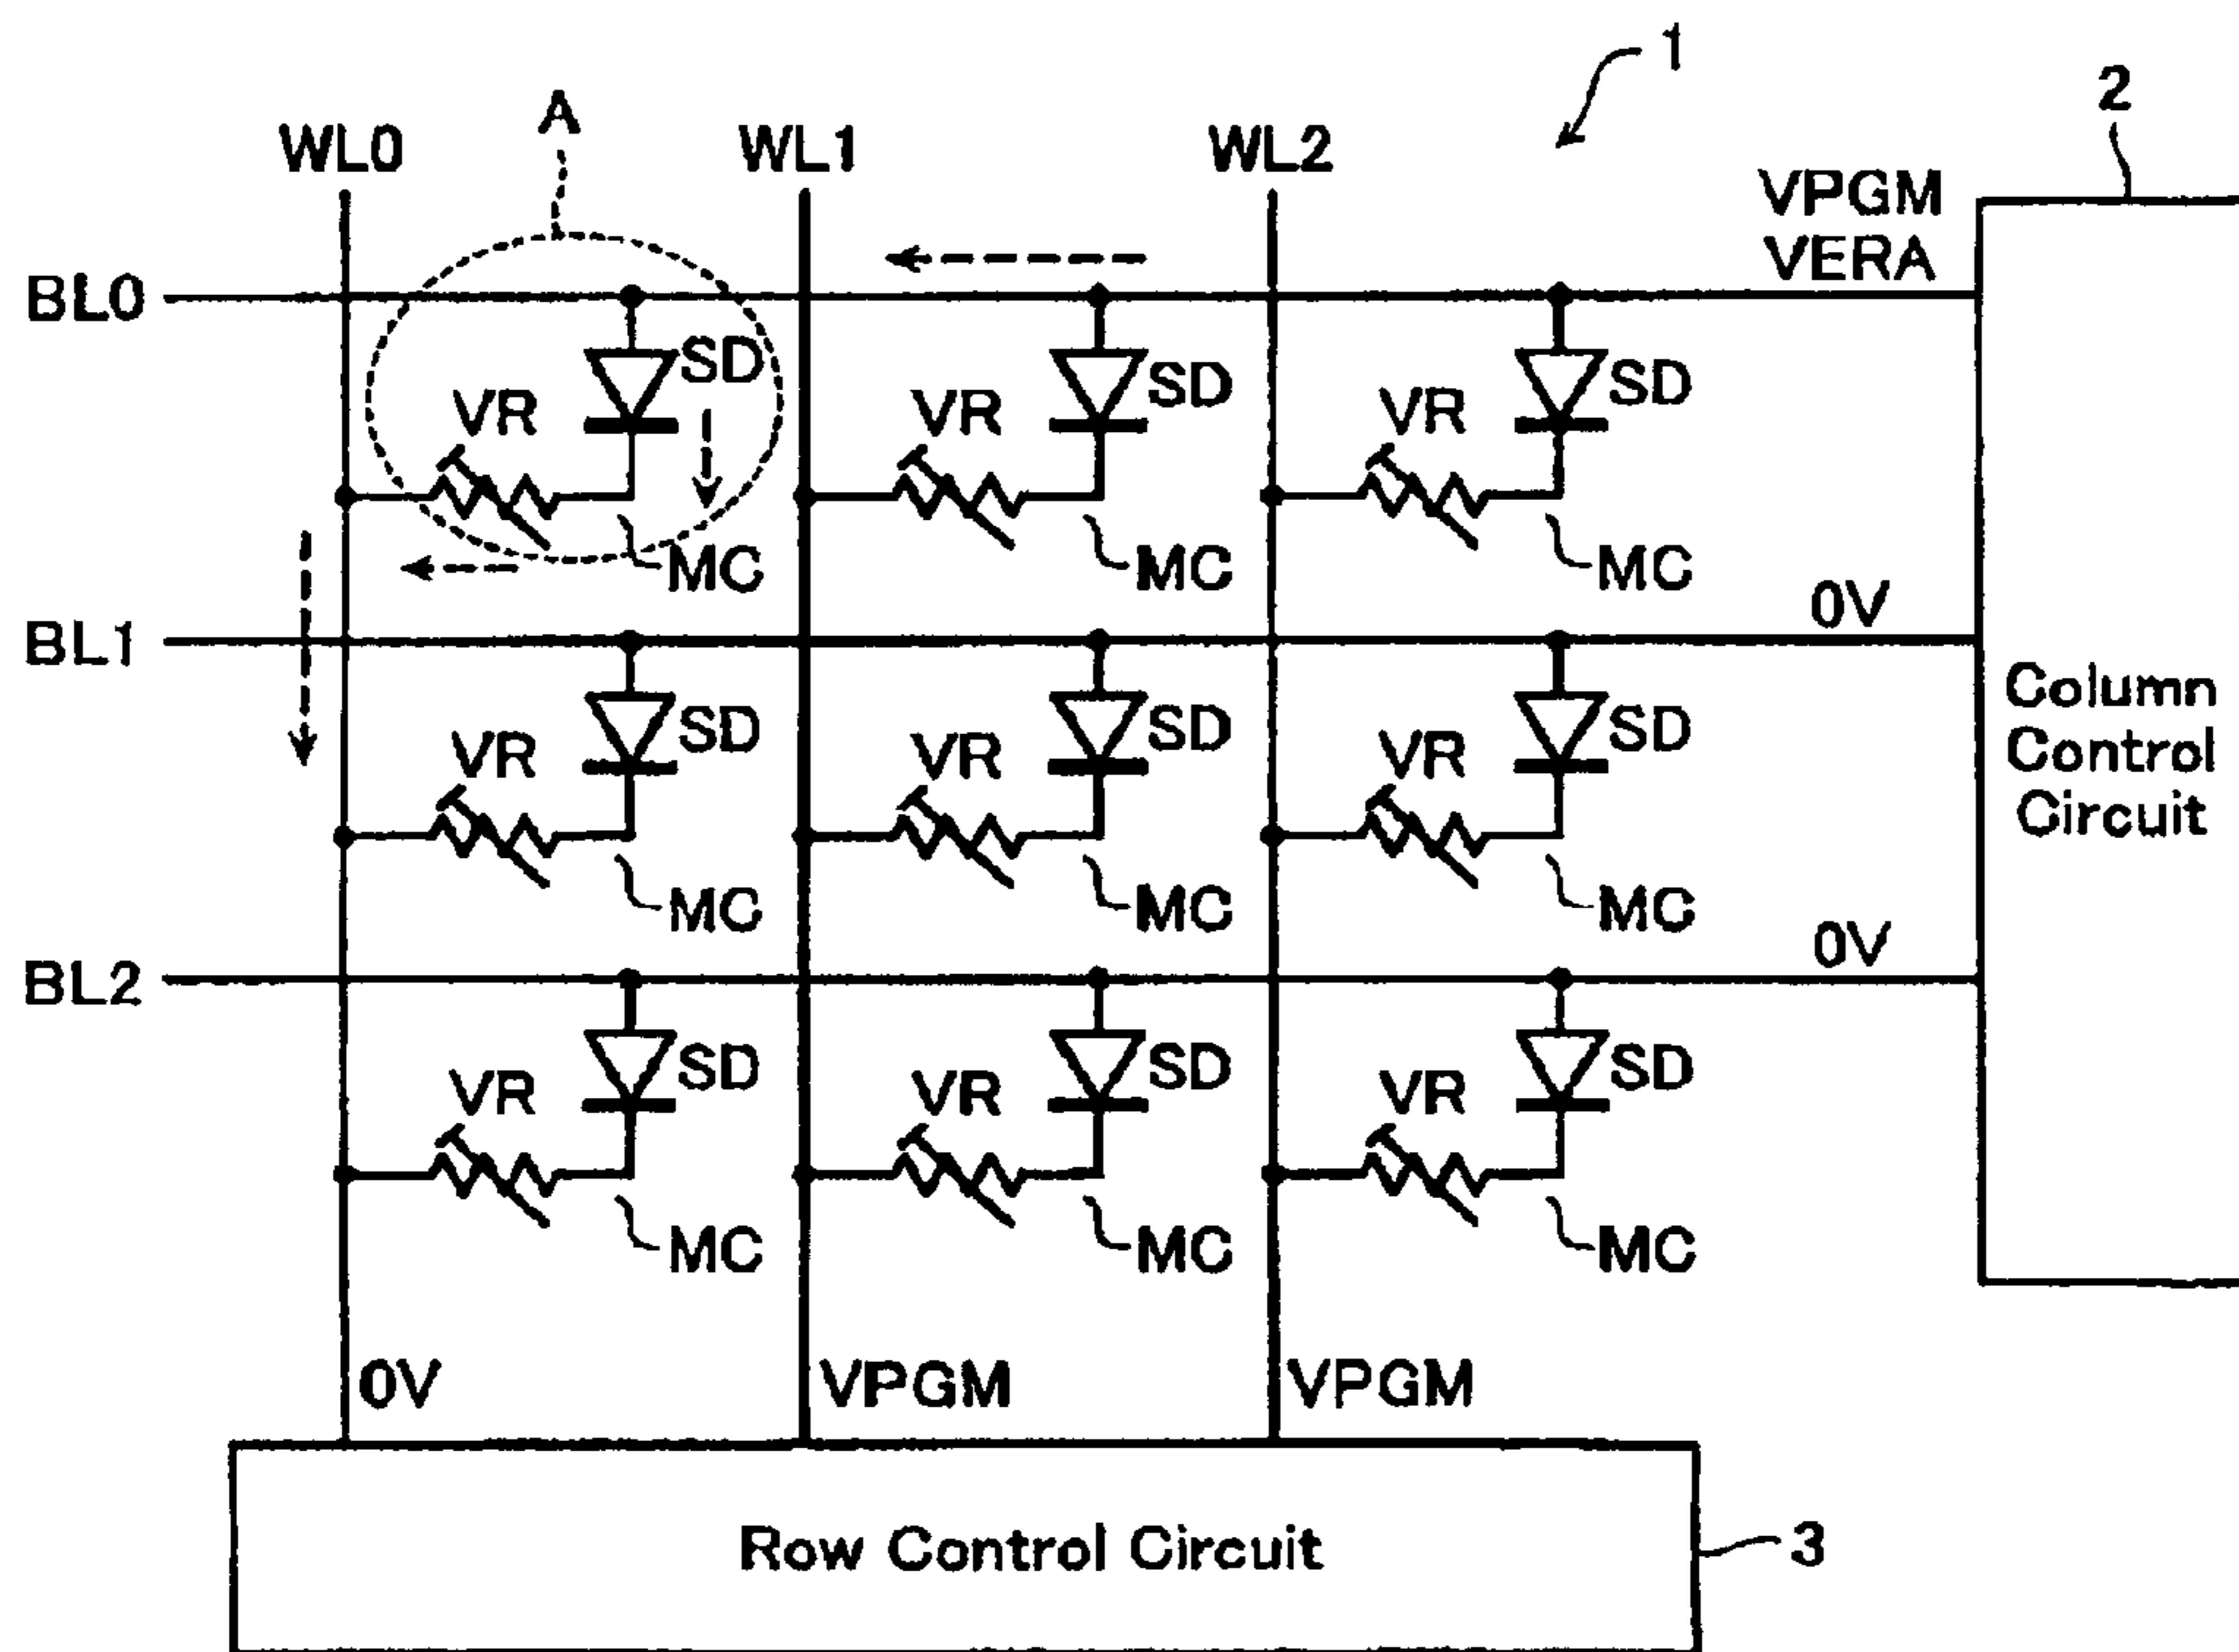 1
2
A
WL0 WL1 WL2
VPGM
VERA
BL0
SD SD SD
VR VR VR
MC MC MC
0V
BL1
SD SD SD
VR VR VR
MC MC MC
Column
Control
Circuit
0V
BL2
SD SD SD
VR VR VR
MC MC MC
0V VPGM VPGM
Row Control Circuit
3